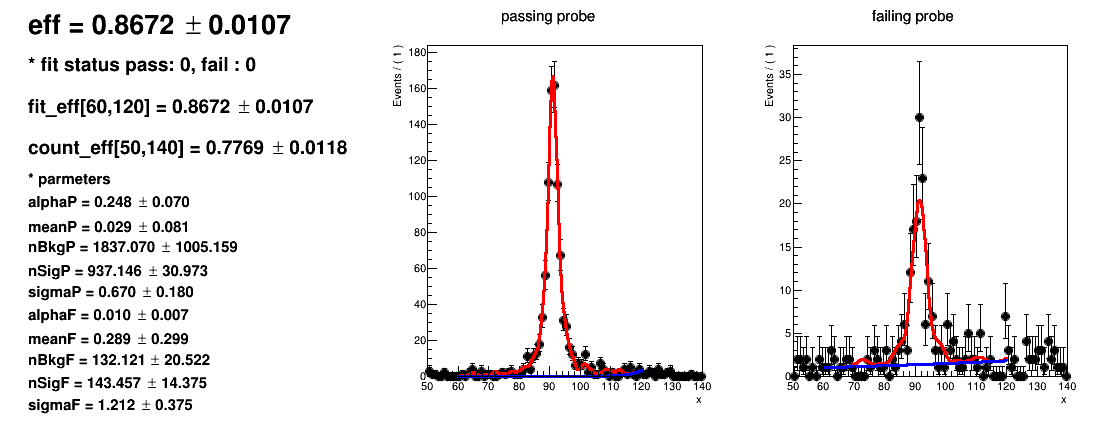 eff = 0.8672 ± 0.0107
* fit status pass: 0, fail : 0
fit_eff[60,120] = 0.8672 ± 0.0107
count_eff[50,140] = 0.7769 ± 0.0118
* parmeters
alphaP = 0.248 ± 0.070
meanP = 0.029 ± 0.081
nBkgP = 1837.070 ± 1005.159
nSigP = 937.146 ± 30.973
sigmaP = 0.670 ± 0.180
alphaF = 0.010 ± 0.007
meanF = 0.289 ± 0.299
nBkgF = 132.121 ± 20.522
nSigF = 143.457 ± 14.375
sigmaF = 1.212 ± 0.375
passing probe
Events / ( 1 )
180
160
140
120
100
80
60
40
20
0
50 60 70 80 90 100 110 120 130 140
x
failing probe
Events / ( 1 )
35
30
25
20
15
10
5
0
50 60 70 80 90 100 110 120 130 140
x